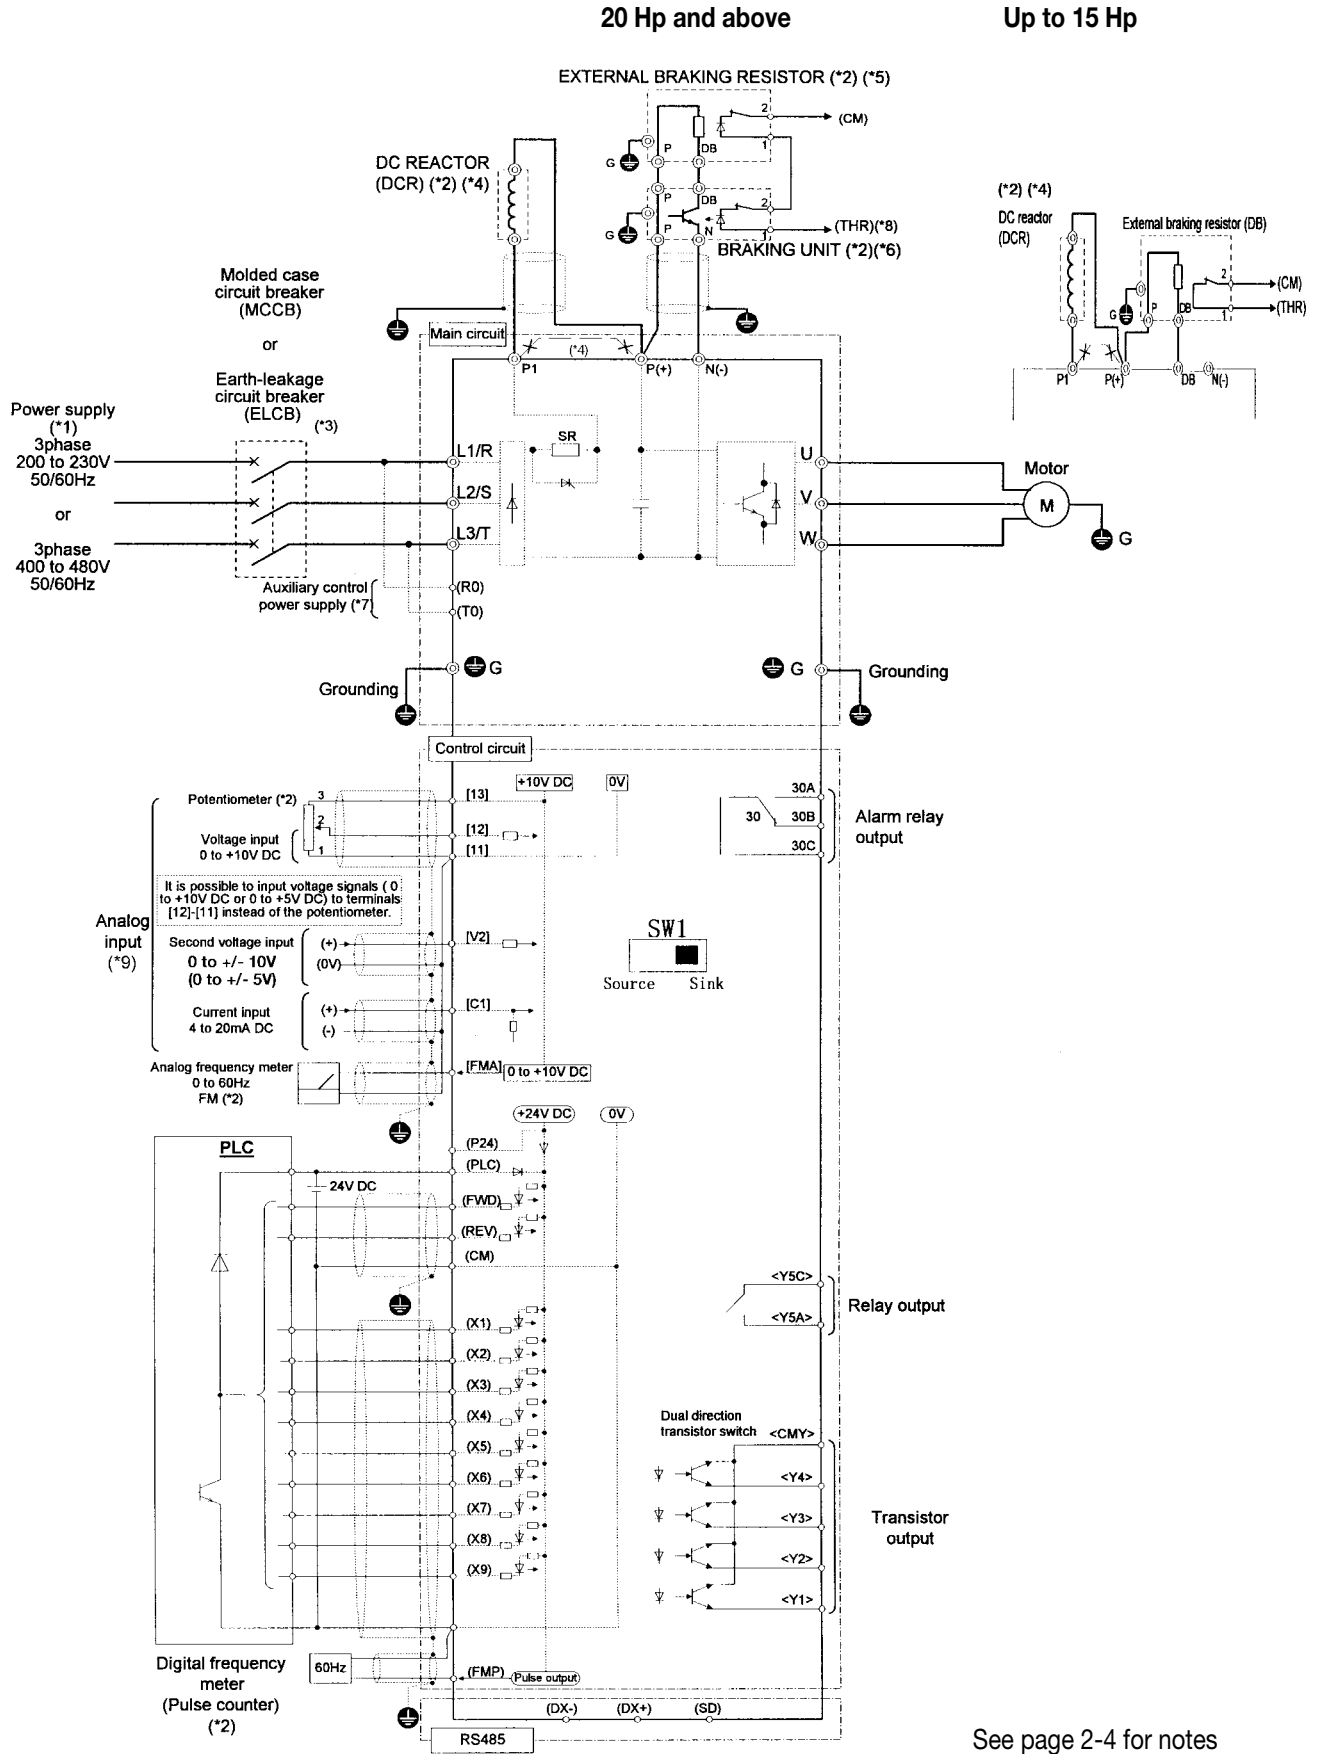 20 Hp and above
Up to 15 Hp
EXTERNAL BRAKING RESISTOR (*2) (*5)
2
(CM)
1
P
DB
G
DC REACTOR
(DCR) (*2) (*4)
P
DB
2
(THR)(*8)
1
G
P
N
BRAKING UNIT (*2)(*6)
(*2) (*4)
DC reactor
(DCR)
External braking resistor (DB)
2
(CM)
(THR)
1
G
P
DB
P1
P(+)
DB
N(-)
Molded case
circuit breaker
(MCCB)
or
Earth-leakage
circuit breaker
(ELCB)
(*3)
Main circuit
(*4)
P1
P(+)
N(-)
Power supply
(*1)
3phase
200 to 230V
50/60Hz
or
3phase
400 to 480V
50/60Hz
L1/R
L2/S
L3/T
SR
U
V
W
Motor
M
G
Auxiliary control
power supply (*7)
(R0)
(T0)
G
G
Grounding
Grounding
Control circuit
+10V DC
0V
Potentiometer (*2)
3
2
1
[13]
[12]
[11]
Voltage input
0 to +10V DC
30
30A
30B
30C
Alarm relay
output
It is possible to input voltage signals ( 0
to +10V DC or 0 to +5V DC) to terminals
[12]-[11] instead of the potentiometer.
Analog
input
(*9)
Second voltage input
0 to +/- 10V
(0 to +/- 5V)
(+)
(0V)
[V2]
SW1
Source
Sink
Current input
4 to 20mA DC
(+)
(-)
[C1]
Analog frequency meter
0 to 60Hz
FM (*2)
[FMA]
0 to +10V DC
+24V DC
0V
PLC
(P24)
(PLC)
24V DC
(FWD)
(REV)
(CM)
<Y5C>
<Y5A>
Relay output
(X1)
(X2)
(X3)
(X4)
(X5)
(X6)
(X7)
(X8)
(X9)
Dual direction
transistor switch
<CMY>
<Y4>
<Y3>
<Y2>
<Y1>
Transistor
output
Digital frequency
meter
(Pulse counter)
(*2)
60Hz
(FMP)
Pulse output
(DX-)
(DX+)
(SD)
RS485
See page 2-4 for notes